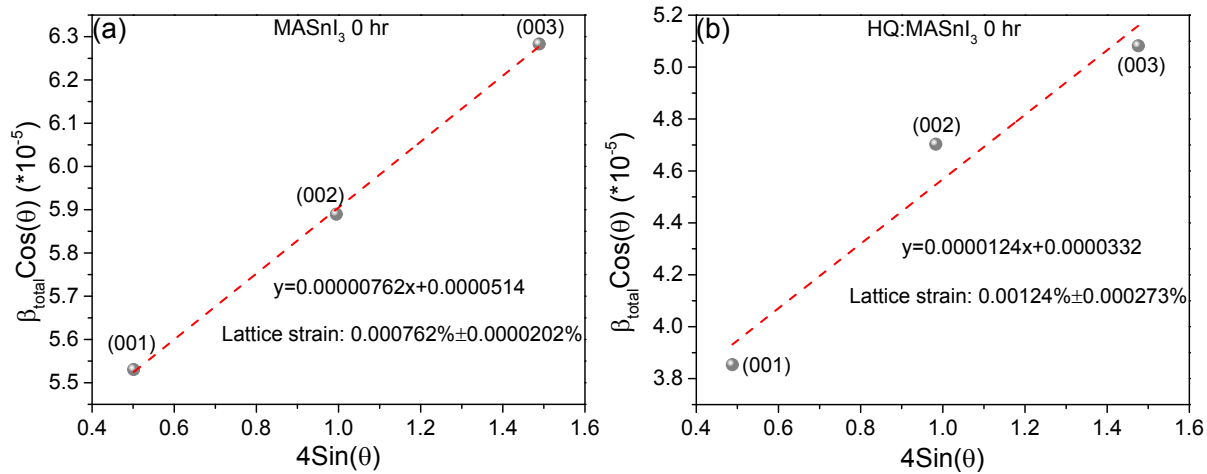 (a)
MASnI3 0 hr
(003)
6.3
6.2
6.1
6.0
5.9
5.8
5.7
5.6
5.5
βtotalCos(θ) (*10-5)
(002)
y=0.00000762x+0.0000514
Lattice strain: 0.000762%±0.0000202%
(001)
0.4 0.6 0.8 1.0 1.2 1.4 1.6
4Sin(θ)
(b)
HQ:MASnI3 0 hr
5.2
5.0
4.8
4.6
4.4
4.2
4.0
3.8
βtotalCos(θ) (*10-5)
(003)
(002)
y=0.0000124x+0.0000332
Lattice strain: 0.00124%±0.000273%
(001)
0.4 0.6 0.8 1.0 1.2 1.4 1.6
4Sin(θ)